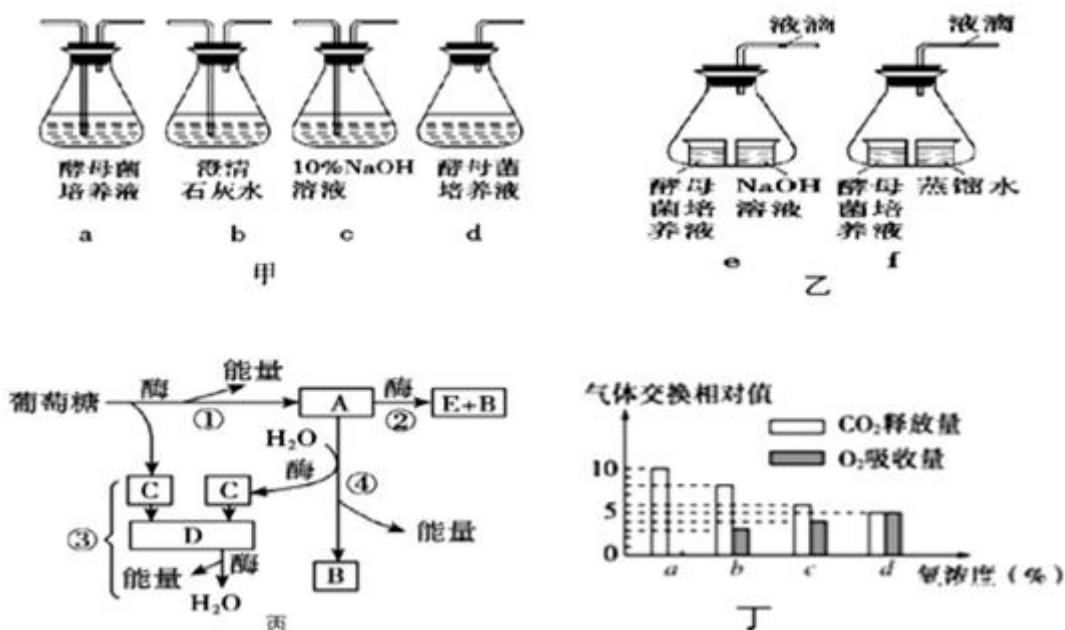 酵母菌
培养液
a
澄清
石灰水
b
10%NaOH
溶液
c
酵母菌
培养液
d
甲
液滴
酵母
菌培
养液
NaOH
溶液
e
液滴
酵母
菌培
养液
蒸馏水
f
乙
葡萄糖
酶
能量
①
A
酶
②
E+B
H₂O
酶
④
能量
B
C
C
③
D
能量
酶
H₂O
丙
气体交换相对值
CO₂释放量
O₂吸收量
10
5
0
a
b
c
d
氧浓度（%）
丁